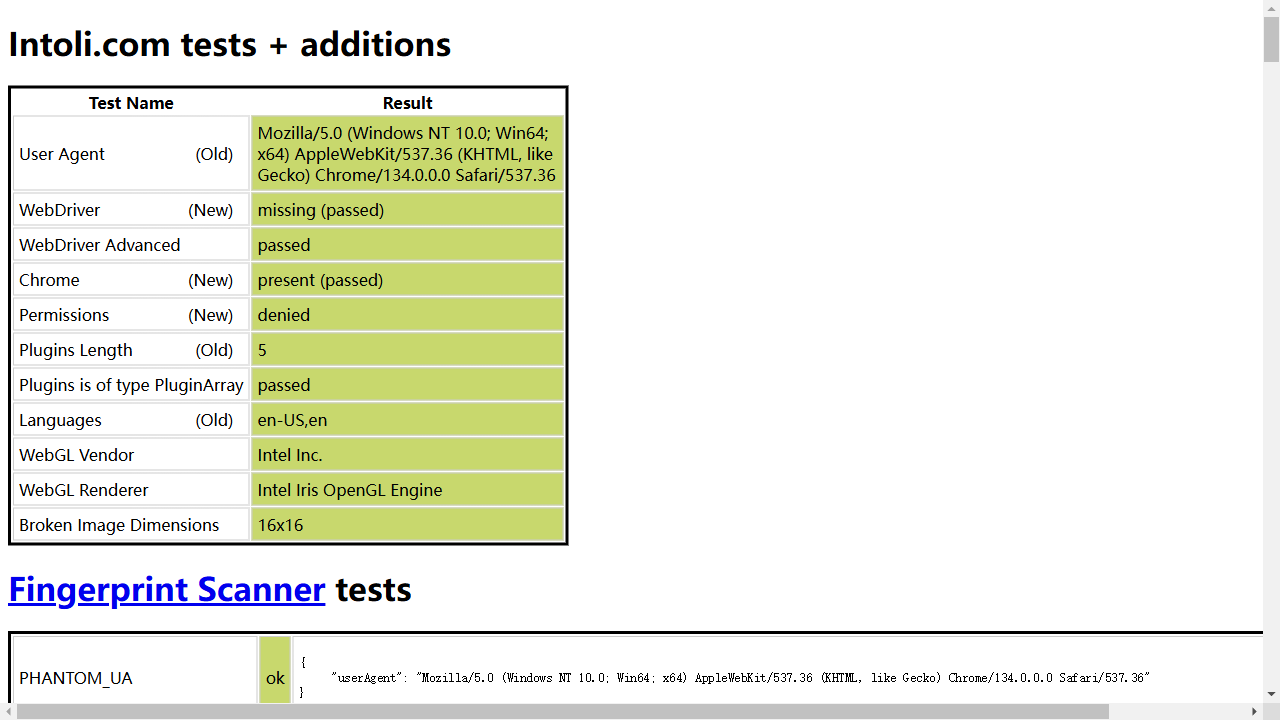 Intoli.com tests + additions
Test Name Result
User Agent (Old) Mozilla/5.0 (Windows NT 10.0; Win64;
x64) AppleWebKit/537.36 (KHTML, like
Gecko) Chrome/134.0.0.0 Safari/537.36
WebDriver (New) missing (passed)
WebDriver Advanced passed
Chrome (New) present (passed)
Permissions (New) denied
Plugins Length (Old) 5
Plugins is of type PluginArray passed
Languages (Old) en-US,en
WebGL Vendor Intel Inc.
WebGL Renderer Intel Iris OpenGL Engine
Broken Image Dimensions 16x16
Fingerprint Scanner tests
PHANTOM_UA ok {
"userAgent": "Mozilla/5.0 (Windows NT 10.0; Win64; x64) AppleWebKit/537.36 (KHTML, like Gecko) Chrome/134.0.0.0 Safari/537.36"
}